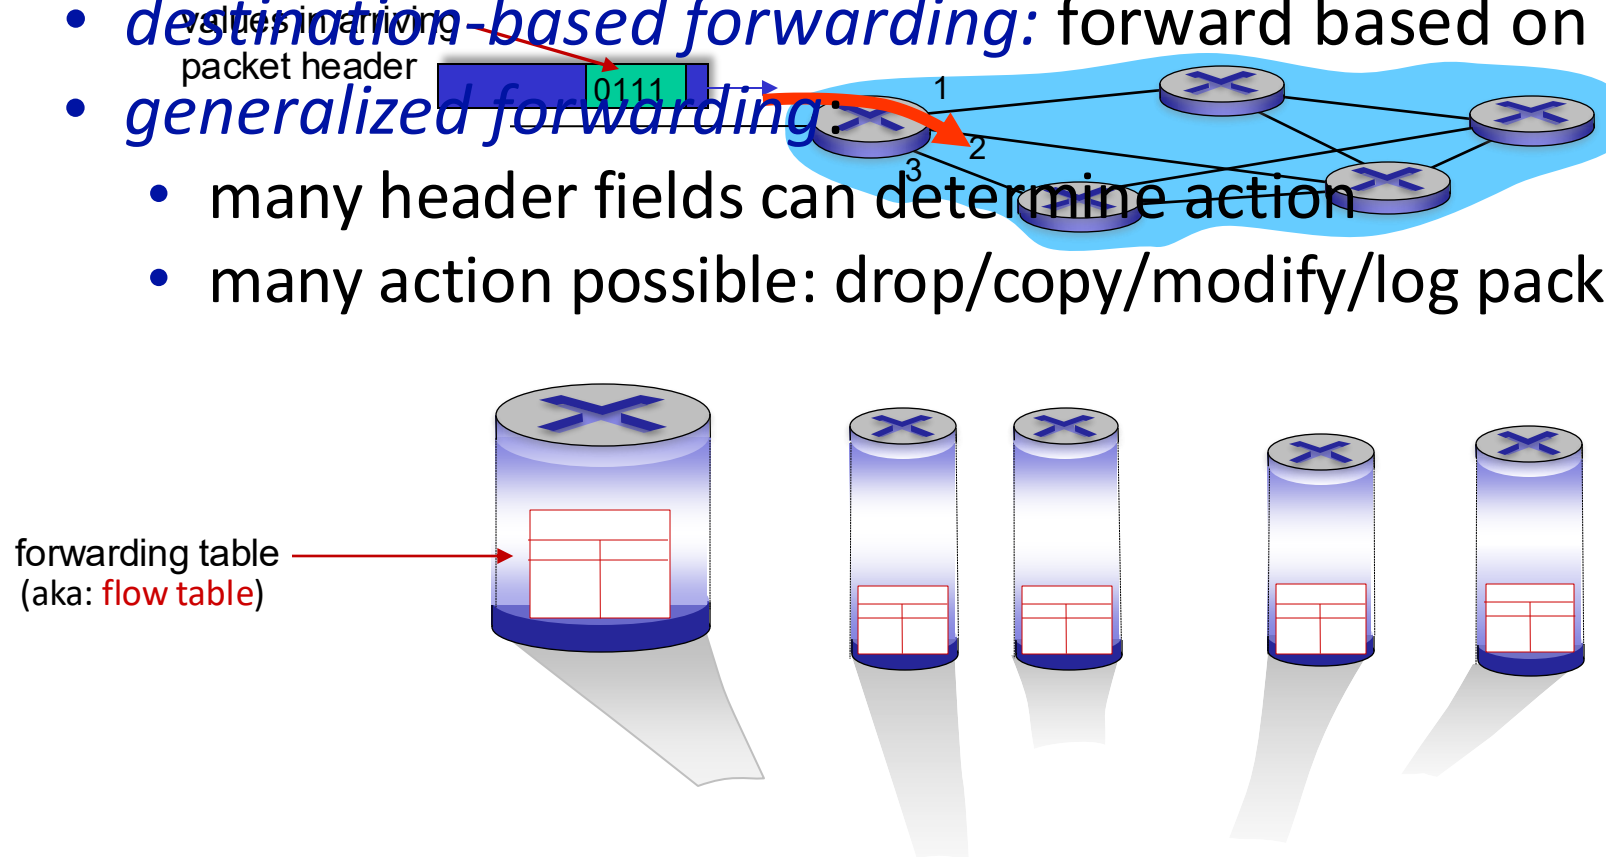 • destination-based forwarding: forward based on
values in arriving
packet header
0111
• generalized forwarding:
• many header fields can determine action
• many action possible: drop/copy/modify/log pack
1
2
3
forwarding table
(aka: flow table)